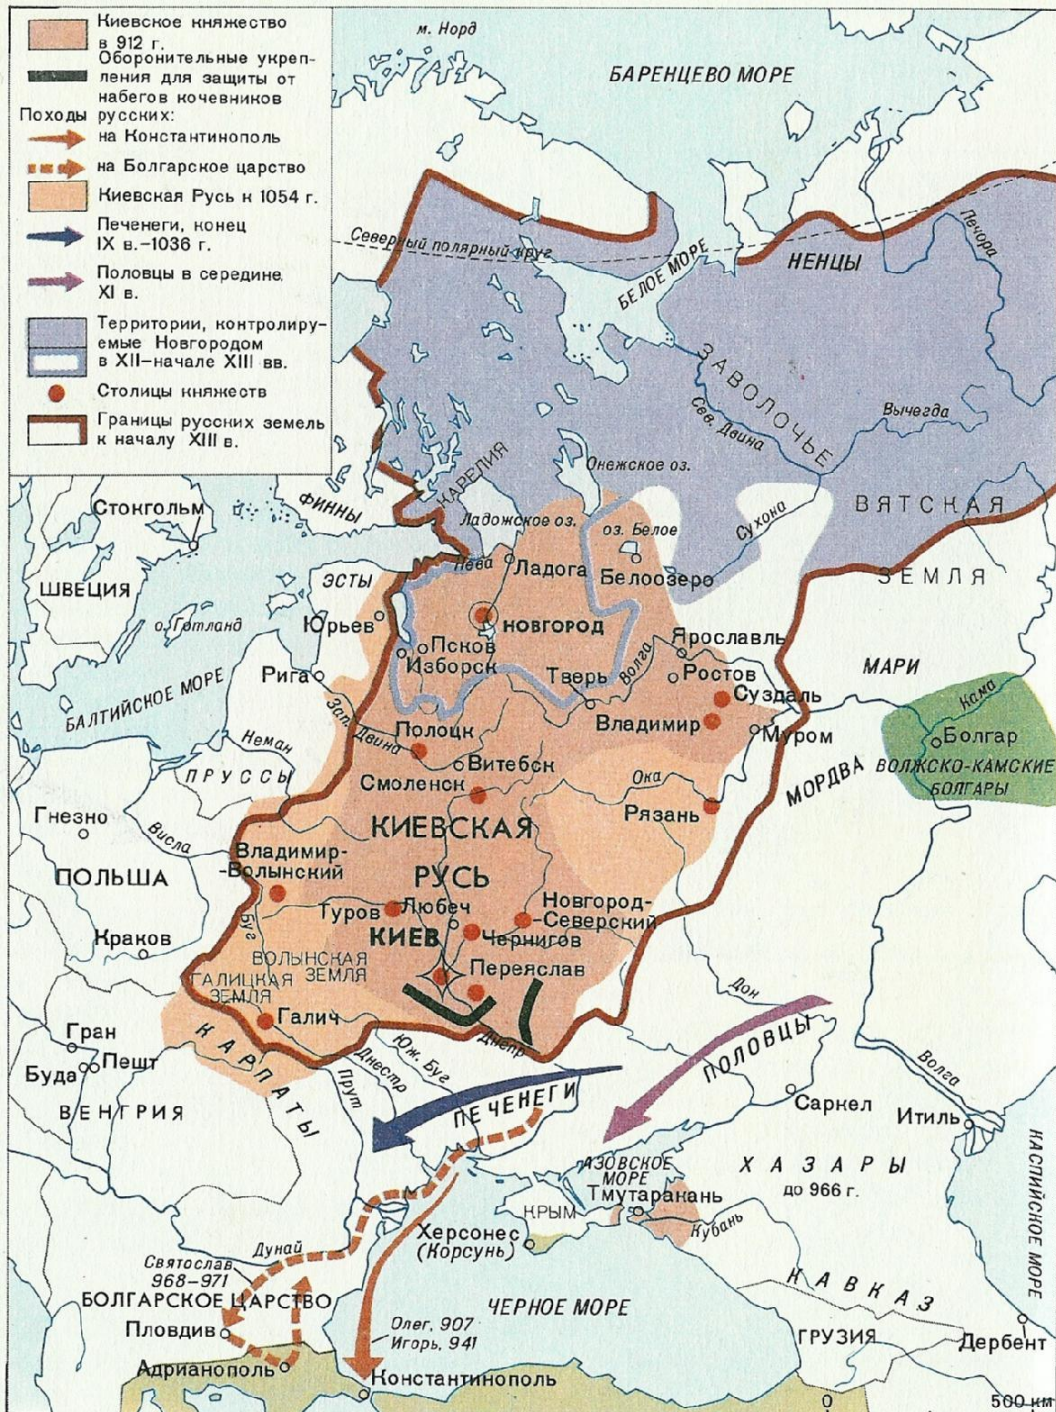 Киевское княжество
в 912 г.
Оборонительные укреп-
ления для защиты от
набегов кочевников
Походы русских:
на Константинополь
на Болгарское царство
Киевская Русь к 1054 г.
Печенеги, конец
IX в.–1036 г.
Половцы в середине
XI в.
Территории, контролиру-
емые Новгородом
в XII–начале XIII вв.
Столицы княжеств
Границы русских земель
к началу XIII в.
м. Норд
БАРЕНЦЕВО МОРЕ
Северный полярный круг
БЕЛОЕ МОРЕ
НЕНЦЫ
Печора
ЗАВОЛОЧЬЕ
Сев. Двина
Вычегда
КАРЕЛИЯ
Онежское оз.
ФИННЫ
Стокгольм
Ладожское оз.
оз. Белое
Сухона
ВЯТСКАЯ
ЗЕМЛЯ
ШВЕЦИЯ
ЭСТЫ
Нева
Ладога
Белоозеро
о. Готланд
Юрьев
НОВГОРОД
Псков
Изборск
Ярославль
Волга
Ростов
МАРИ
Рига
Тверь
Суздаль
Кама
БАЛТИЙСКОЕ МОРЕ
Зап.
Двина
Полоцк
Владимир
Муром
Болгар
Неман
Витебск
ВОЛЖСКО-КАМСКИЕ
БОЛГАРЫ
ПРУССЫ
Смоленск
Ока
МОРДВА
Гнезно
Рязань
Висла
КИЕВСКАЯ
РУСЬ
Владимир-
-Волынский
ПОЛЬША
Туров
Любеч
Новгород-
-Северский
Буг
Краков
КИЕВ
Чернигов
ВОЛЫНСКАЯ
ЗЕМЛЯ
Переяслав
ГАЛИЦКАЯ
ЗЕМЛЯ
Дон
Галич
Гран
Пешт
Буда
КАРПАТЫ
Прут
Днестр
Юж. Буг
Днепр
ПОЛОВЦЫ
Волга
ВЕНГРИЯ
ПЕЧЕНЕГИ
Саркел
Итиль
АЗОВСКОЕ
МОРЕ
ХАЗАРЫ
до 966 г.
КАСПИЙСКОЕ МОРЕ
Тмутаракань
КРЫМ
Кубань
Херсонес
(Корсунь)
Дунай
Святослав
968–971
КАВКАЗ
БОЛГАРСКОЕ ЦАРСТВО
ЧЕРНОЕ МОРЕ
Пловдив
Олег, 907
Игорь, 941
ГРУЗИЯ
Дербент
Адрианополь
Константинополь
0
500 км